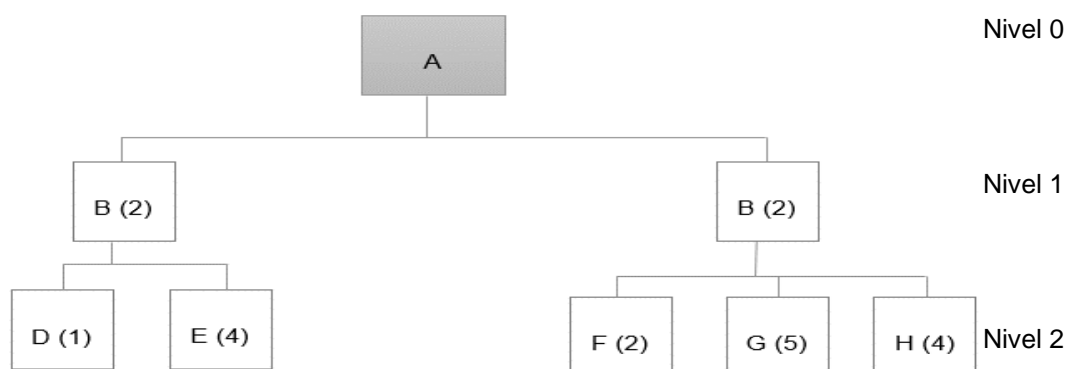 Nivel 0
A
Nivel 1
B (2)
B (2)
D (1)
E (4)
F (2)
G (5)
H (4)
Nivel 2